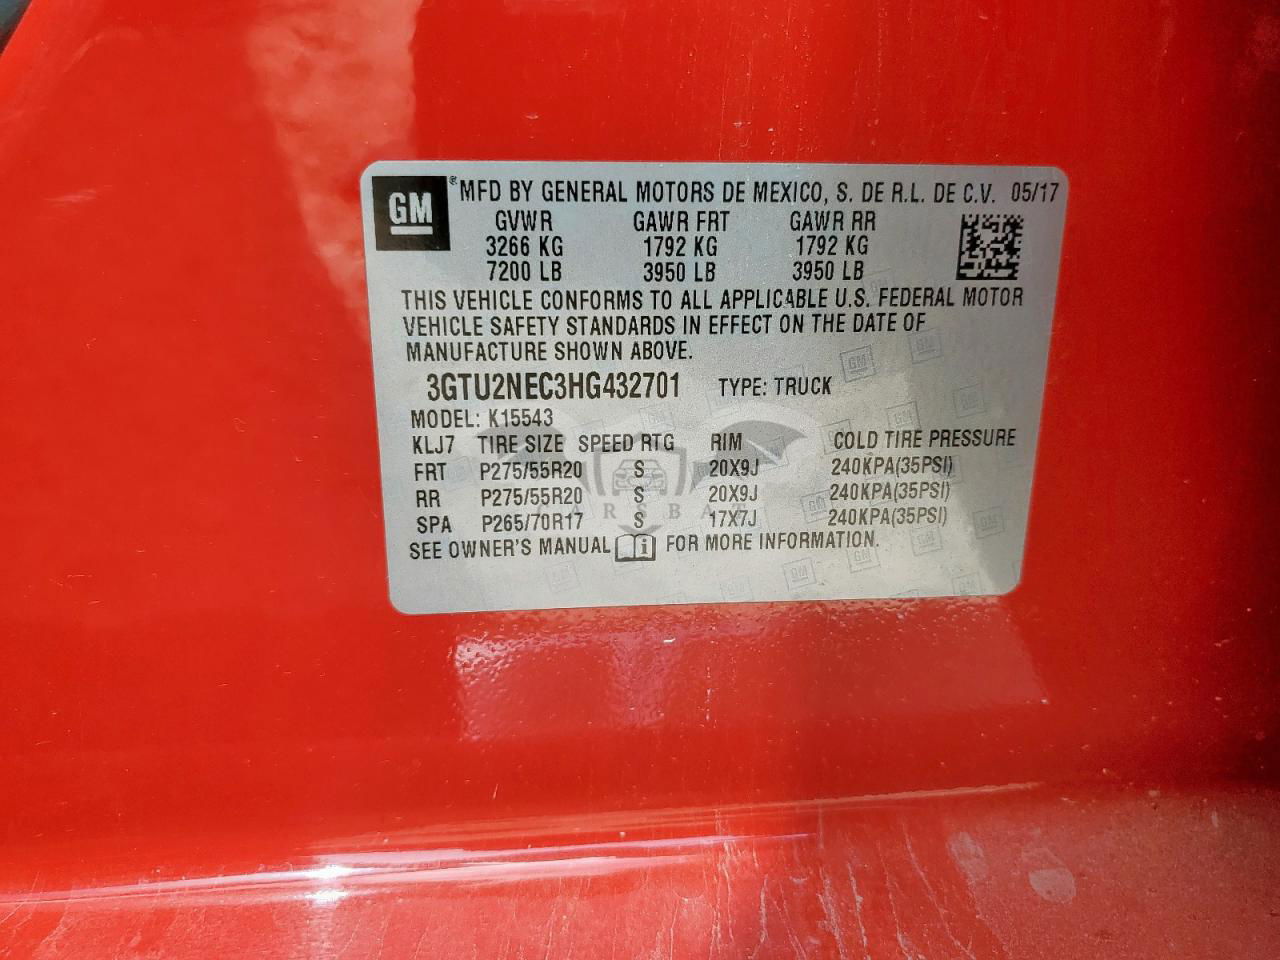 GM ® MFD BY GENERAL MOTORS DE MEXICO, S. DE R.L. DE C.V. 05/17
GVWR GAWR FRT GAWR RR
3266 KG 1792 KG 1792 KG
7200 LB 3950 LB 3950 LB
THIS VEHICLE CONFORMS TO ALL APPLICABLE U.S. FEDERAL MOTOR
VEHICLE SAFETY STANDARDS IN EFFECT ON THE DATE OF
MANUFACTURE SHOWN ABOVE.
3GTU2NEC3HG432701 TYPE: TRUCK
MODEL: K15543
KLJ7 TIRE SIZE SPEED RTG RIM COLD TIRE PRESSURE
FRT P275/55R20 S 20X9J 240KPA(35PSI)
RR P275/55R20 S 20X9J 240KPA(35PSI)
SPA P265/70R17 S 17X7J 240KPA(35PSI)
SEE OWNER'S MANUAL i FOR MORE INFORMATION.